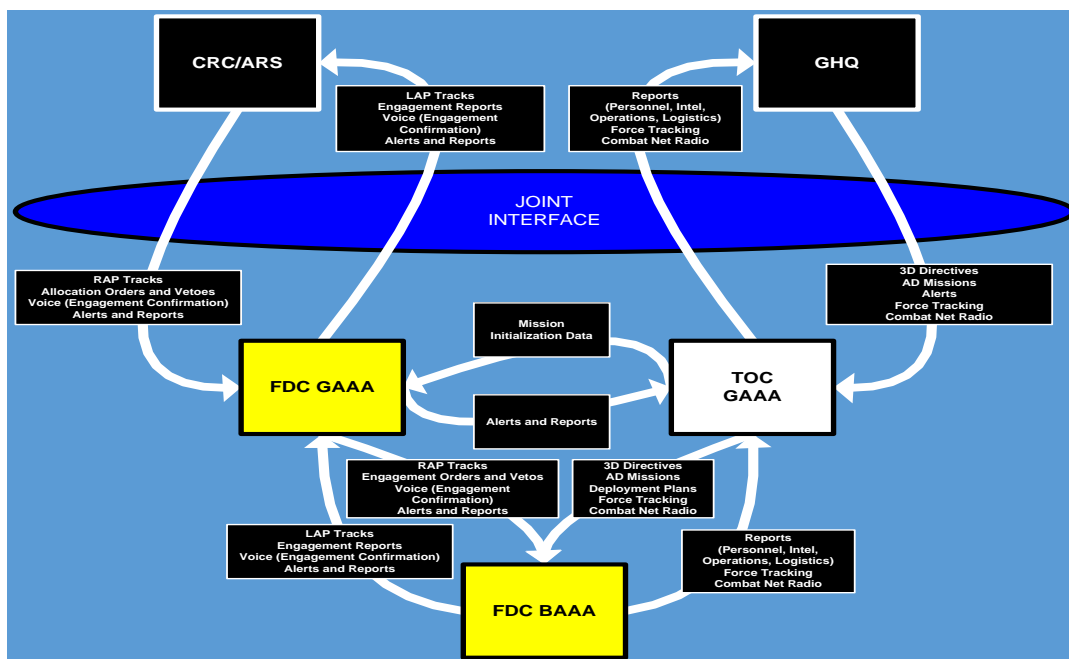 CRC/ARS
GHQ
LAP Tracks
Engagement Reports
Voice (Engagement
Confirmation)
Alerts and Reports
Reports
(Personnel, Intel,
Operations, Logistics)
Force Tracking
Combat Net Radio
JOINT
INTERFACE
RAP Tracks
Allocation Orders and Vetoes
Voice (Engagement Confirmation)
Alerts and Reports
3D Directives
AD Missions
Alerts
Force Tracking
Combat Net Radio
Mission
Initialization Data
FDC GAAA
TOC
GAAA
Alerts and Reports
RAP Tracks
Engagement Orders and Vetos
Voice (Engagement
Confirmation)
Alerts and Reports
3D Directives
AD Missions
Deployment Plans
Force Tracking
Combat Net Radio
LAP Tracks
Engagement Reports
Voice (Engagement Confirmation)
Alerts and Reports
Reports
(Personnel, Intel,
Operations, Logistics)
Force Tracking
Combat Net Radio
FDC BAAA